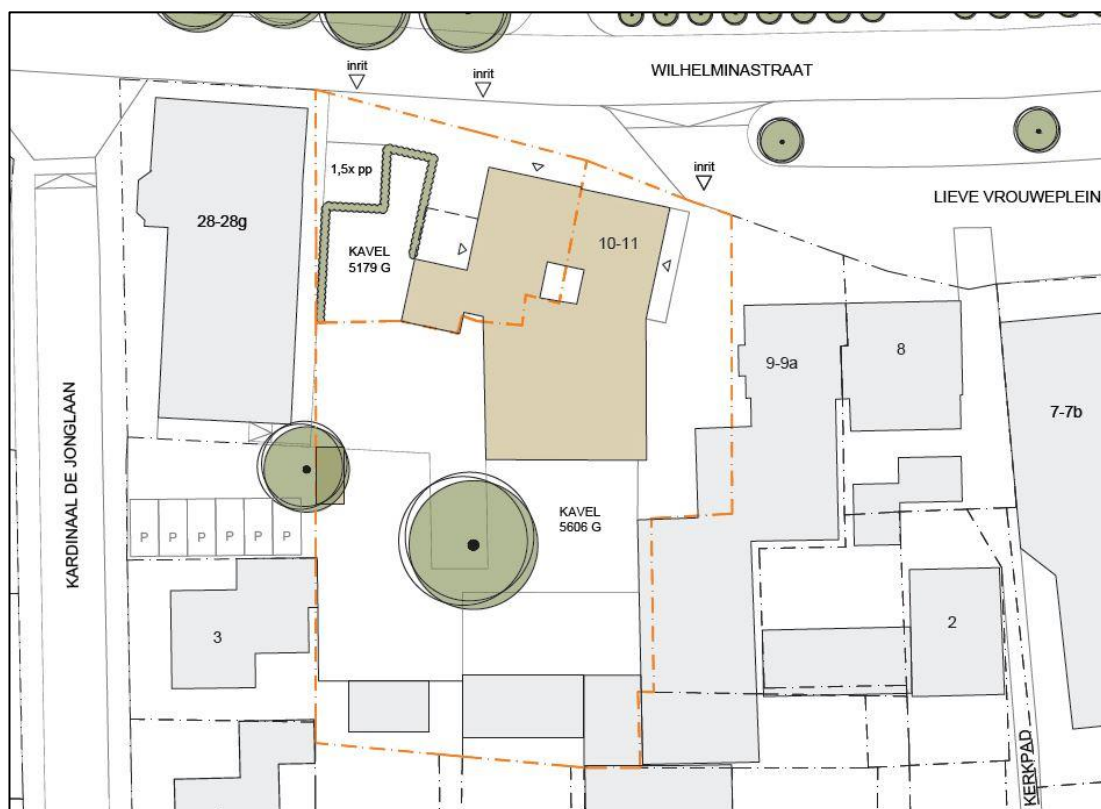 WILHELMINASTRAAT
inrit
inrit
inrit
LIEVE VROUWEPLEIN
1,5x pp
28-28g
KAVEL
5179 G
10-11
9-9a
8
7-7b
KARDINAAL DE JONGLAAN
KAVEL
5606 G
P P P P P P
3
2
KERKPAD